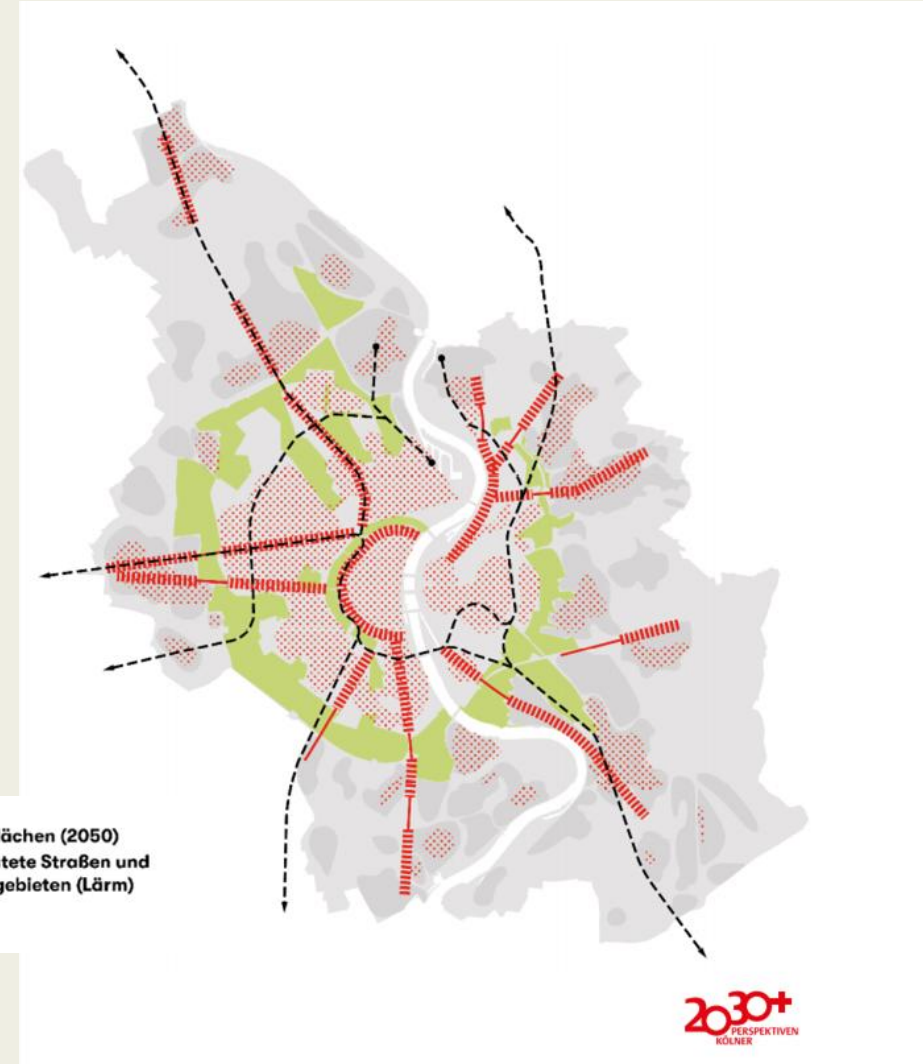 ächen (2050)
tete Straßen und
gebieten (Lärm)
2030+
PERSPEKTIVEN
KÖLNER